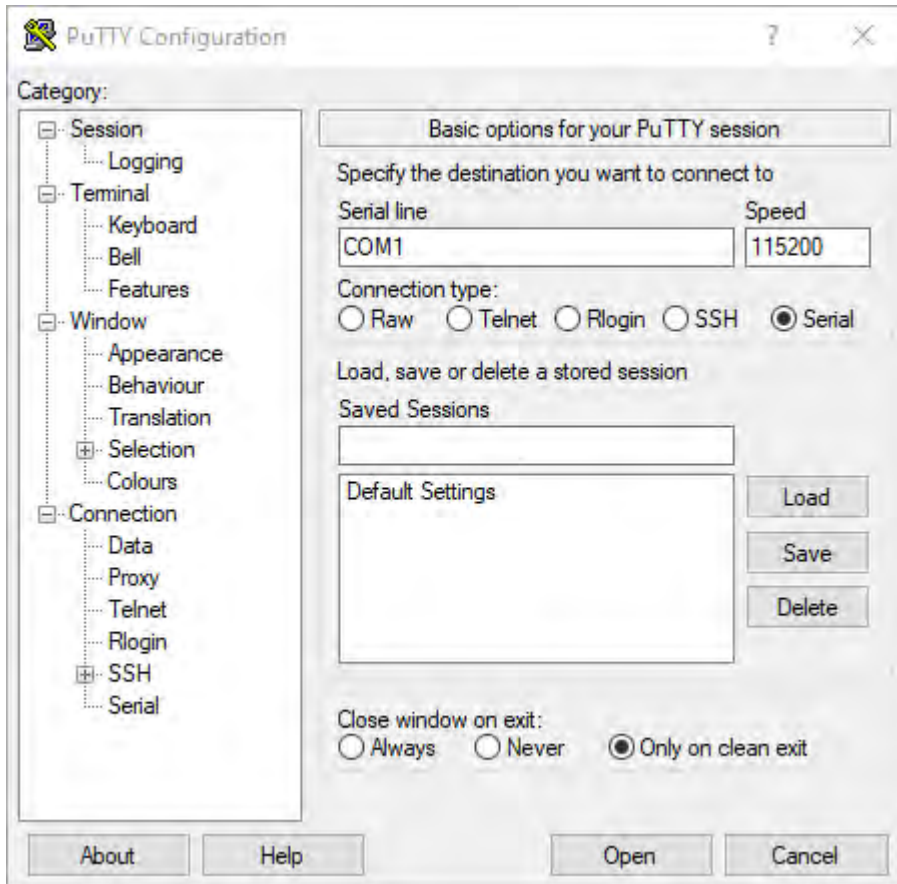 PuTTY Configuration
?
Category:
Session
Logging
Terminal
Keyboard
Bell
Features
Window
Appearance
Behaviour
Translation
Selection
Colours
Connection
Data
Proxy
Telnet
Rlogin
SSH
Serial
Basic options for your PuTTY session
Specify the destination you want to connect to
Serial line Speed
COM1 115200
Connection type:
Raw Telnet Rlogin SSH Serial
Load, save or delete a stored session
Saved Sessions
Default Settings
Load
Save
Delete
Close window on exit:
Always Never Only on clean exit
About Help Open Cancel